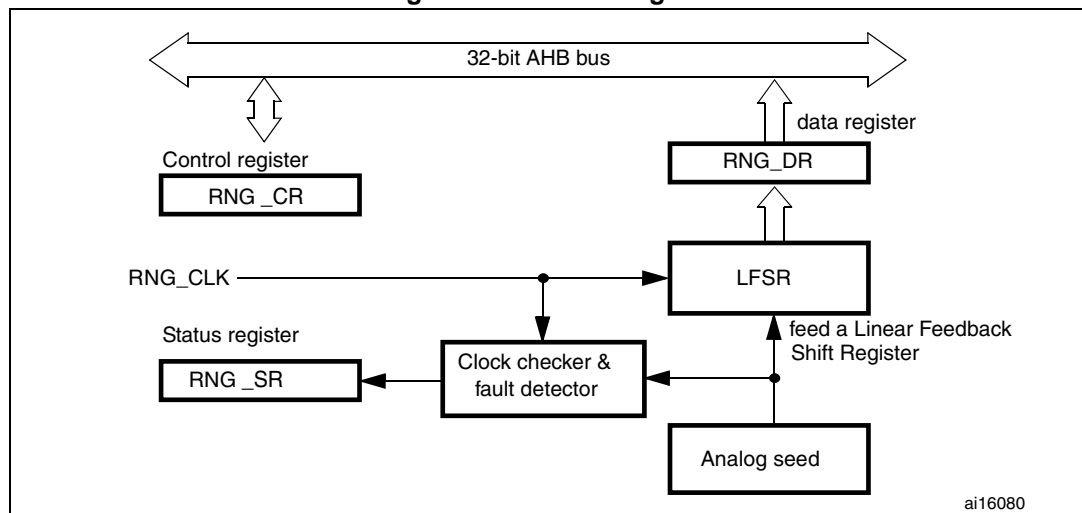 32-bit AHB bus
data register
Control register
RNG_DR
RNG _CR
RNG_CLK
LFSR
Status register
feed a Linear Feedback
Shift Register
Clock checker &
fault detector
RNG _SR
Analog seed
ai16080